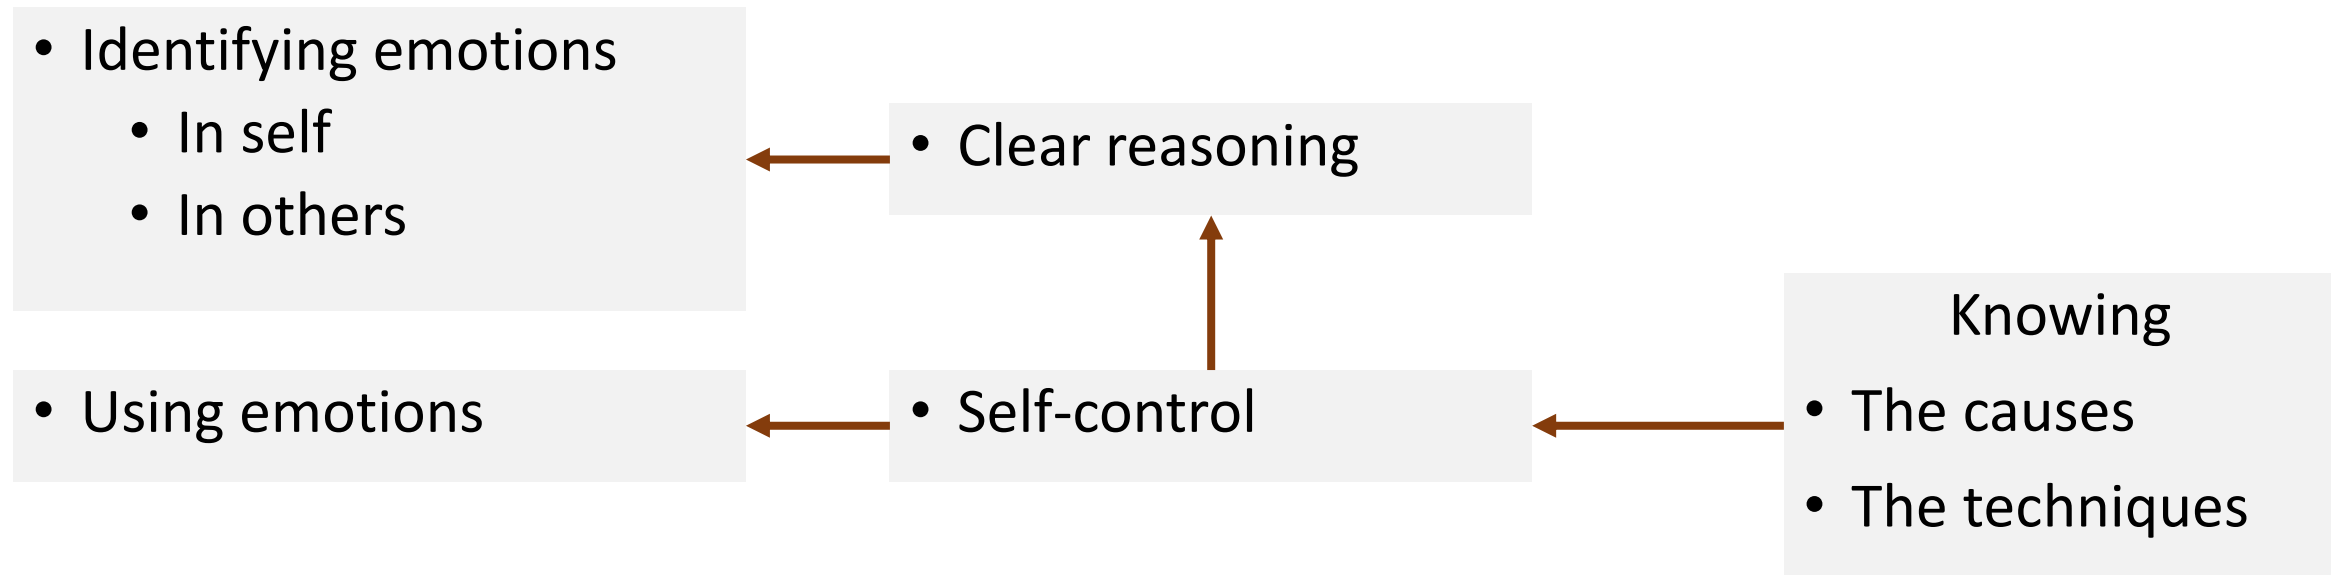 • Identifying emotions
• In self
• In others
• Clear reasoning
• Using emotions
• Self-control
Knowing
• The causes
• The techniques